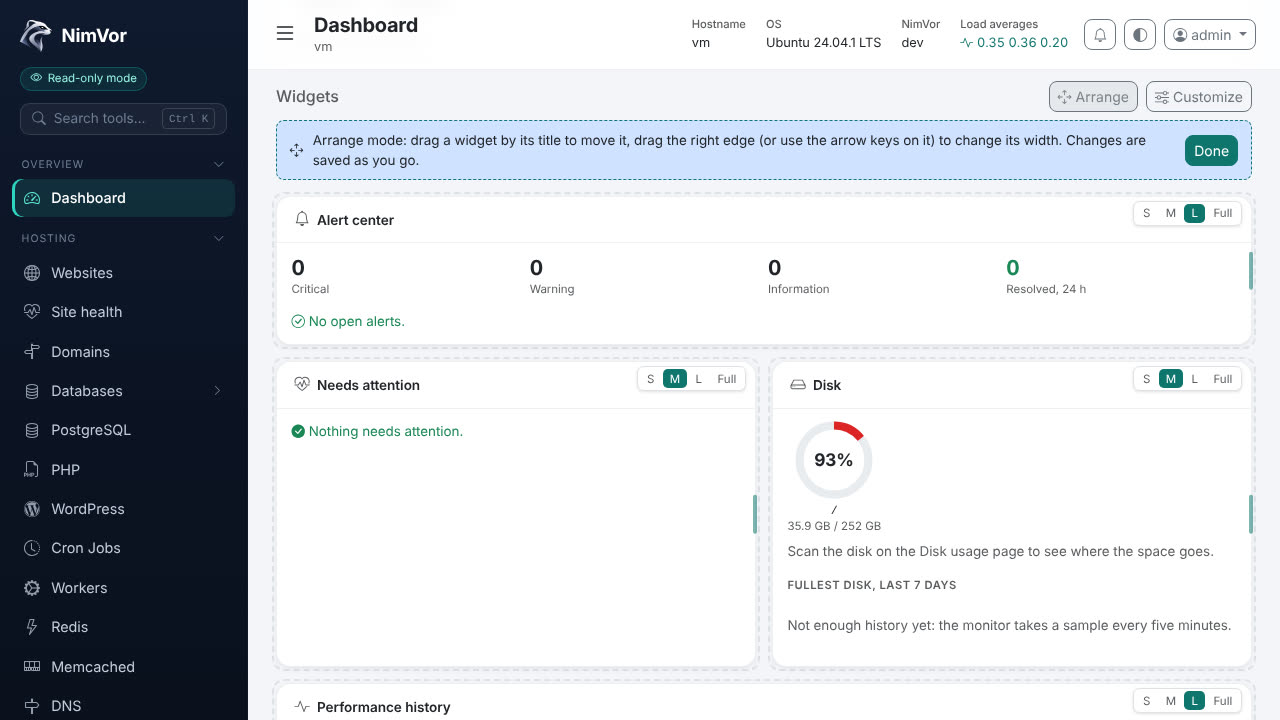 NimVor
Read-only mode
Search tools...
Ctrl K
OVERVIEW
Dashboard
HOSTING
Websites
Site health
Domains
Databases
PostgreSQL
PHP
WordPress
Cron Jobs
Workers
Redis
Memcached
DNS
Dashboard
vm
Hostname
vm
OS
Ubuntu 24.04.1 LTS
NimVor
dev
Load averages
0.35 0.36 0.20
admin
Widgets
Arrange
Customize
Arrange mode: drag a widget by its title to move it, drag the right edge (or use the arrow keys on it) to change its width. Changes are
saved as you go.
Done
Alert center
S M L Full
0
Critical
0
Warning
0
Information
0
Resolved, 24 h
No open alerts.
Needs attention
S M L Full
Nothing needs attention.
Disk
S M L Full
93%
/
35.9 GB / 252 GB
Scan the disk on the Disk usage page to see where the space goes.
FULLEST DISK, LAST 7 DAYS
Not enough history yet: the monitor takes a sample every five minutes.
Performance history
S M L Full